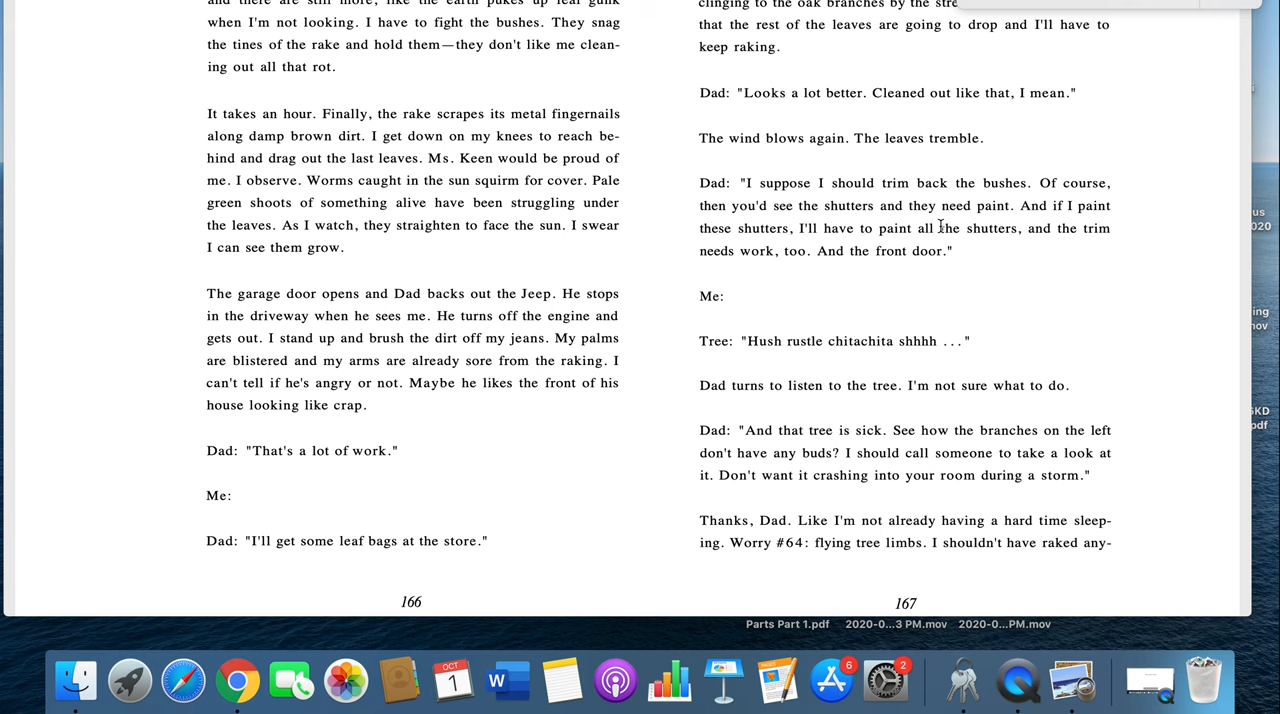 and there are still more, like the earth pukes up leaf gunk
when I'm not looking. I have to fight the bushes. They snag
the tines of the rake and hold them—they don't like me clean-
ing out all that rot.
It takes an hour. Finally, the rake scrapes its metal fingernails
along damp brown dirt. I get down on my knees to reach be-
hind and drag out the last leaves. Ms. Keen would be proud of
me. I observe. Worms caught in the sun squirm for cover. Pale
green shoots of something alive have been struggling under
the leaves. As I watch, they straighten to face the sun. I swear
I can see them grow.
The garage door opens and Dad backs out the Jeep. He stops
in the driveway when he sees me. He turns off the engine and
gets out. I stand up and brush the dirt off my jeans. My palms
are blistered and my arms are already sore from the raking. I
can't tell if he's angry or not. Maybe he likes the front of his
house looking like crap.
Dad: "That's a lot of work."
Me:
Dad: "I'll get some leaf bags at the store."
166
clinging to the oak branches by the
that the rest of the leaves are going to drop and I'll have to
keep raking.
Dad: "Looks a lot better. Cleaned out like that, I mean."
The wind blows again. The leaves tremble.
Dad: "I suppose I should trim back the bushes. Of course,
then you'd see the shutters and they need paint. And if I paint
these shutters, I'll have to paint all the shutters, and the trim
needs work, too. And the front door."
Me:
Tree: "Hush rustle chitachita shhhh ..."
Dad turns to listen to the tree. I'm not sure what to do.
Dad: "And that tree is sick. See how the branches on the left
don't have any buds? I should call someone to take a look at
it. Don't want it crashing into your room during a storm."
Thanks, Dad. Like I'm not already having a hard time sleep-
ing. Worry #64: flying tree limbs. I shouldn't have raked any-
167
Parts Part 1.pdf 2020-0...3 PM.mov 2020-0...PM.mov
OCT
1
W
PAGES
6
2